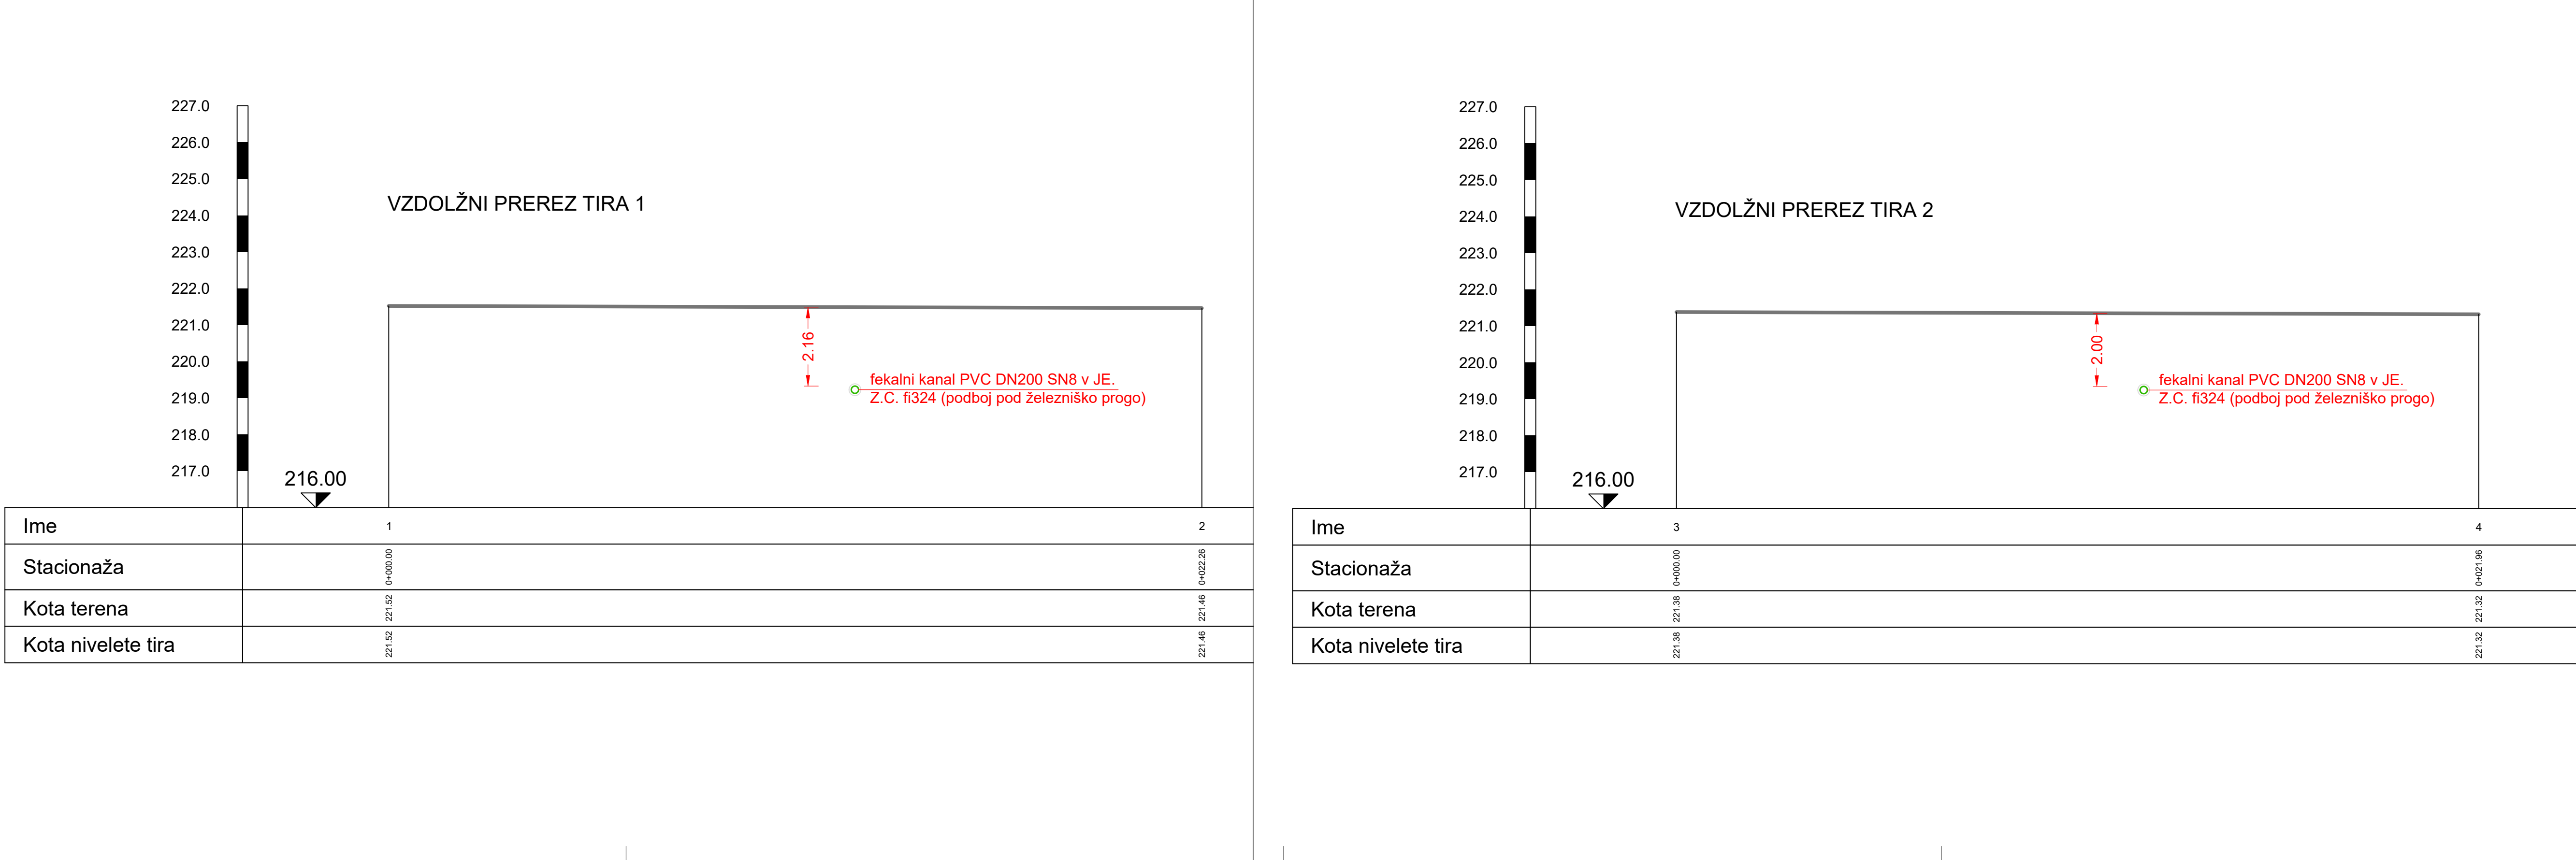 227.0
226.0
225.0
224.0
223.0
222.0
221.0
220.0
219.0
218.0
217.0
VZDOLŽNI PREREZ TIRA 1
2.16
fekalni kanal PVC DN200 SN8 v JE.
Z.C. fi324 (podboj pod železniško progo)
216.00
Ime 1 2
Stacionaža 0+000.00 0+022.26
Kota terena 221.52 221.46
Kota nivelete tira 221.52 221.46
227.0
226.0
225.0
224.0
223.0
222.0
221.0
220.0
219.0
218.0
217.0
VZDOLŽNI PREREZ TIRA 2
2.00
fekalni kanal PVC DN200 SN8 v JE.
Z.C. fi324 (podboj pod železniško progo)
216.00
Ime 3 4
Stacionaža 0+000.00 0+021.96
Kota terena 221.38 221.32
Kota nivelete tira 221.38 221.32